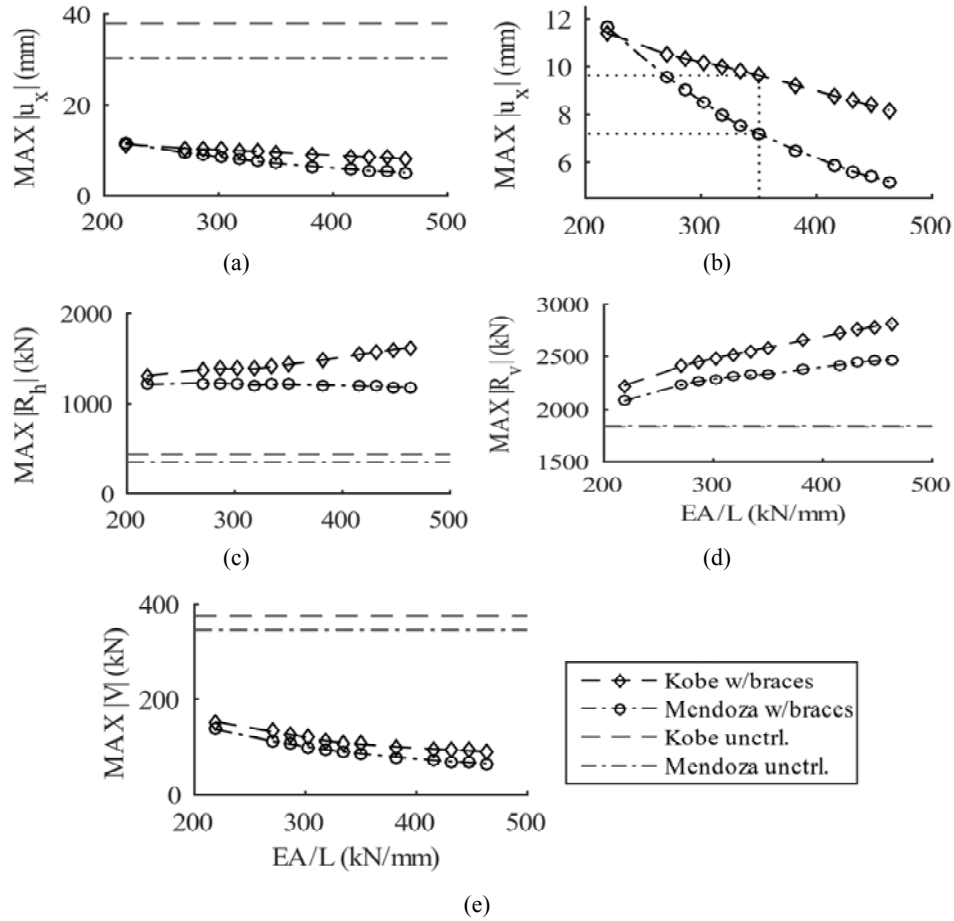 40
20
0
MAX |u_x| (mm)
200 300 400 500
(a)
12
10
8
6
MAX |u_x| (mm)
200 300 400 500
(b)
2000
1000
0
MAX |R_h| (kN)
200 300 400 500
(c)
3000
2500
2000
1500
MAX |R_v| (kN)
200 300 400 500
EA/L (kN/mm)
(d)
400
200
0
MAX |V| (kN)
200 300 400 500
EA/L (kN/mm)
(e)
Kobe w/braces
Mendoza w/braces
Kobe unctrl.
Mendoza unctrl.